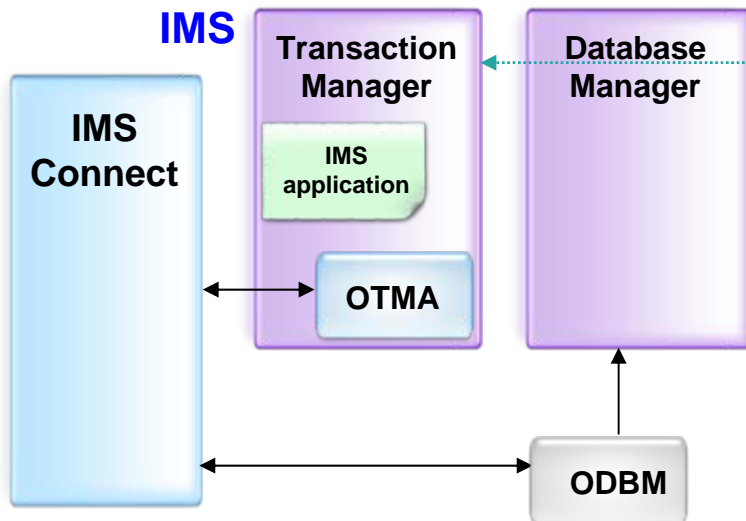 IMS
Transaction
Manager
Database
Manager
IMS
Connect
IMS
application
OTMA
ODBM